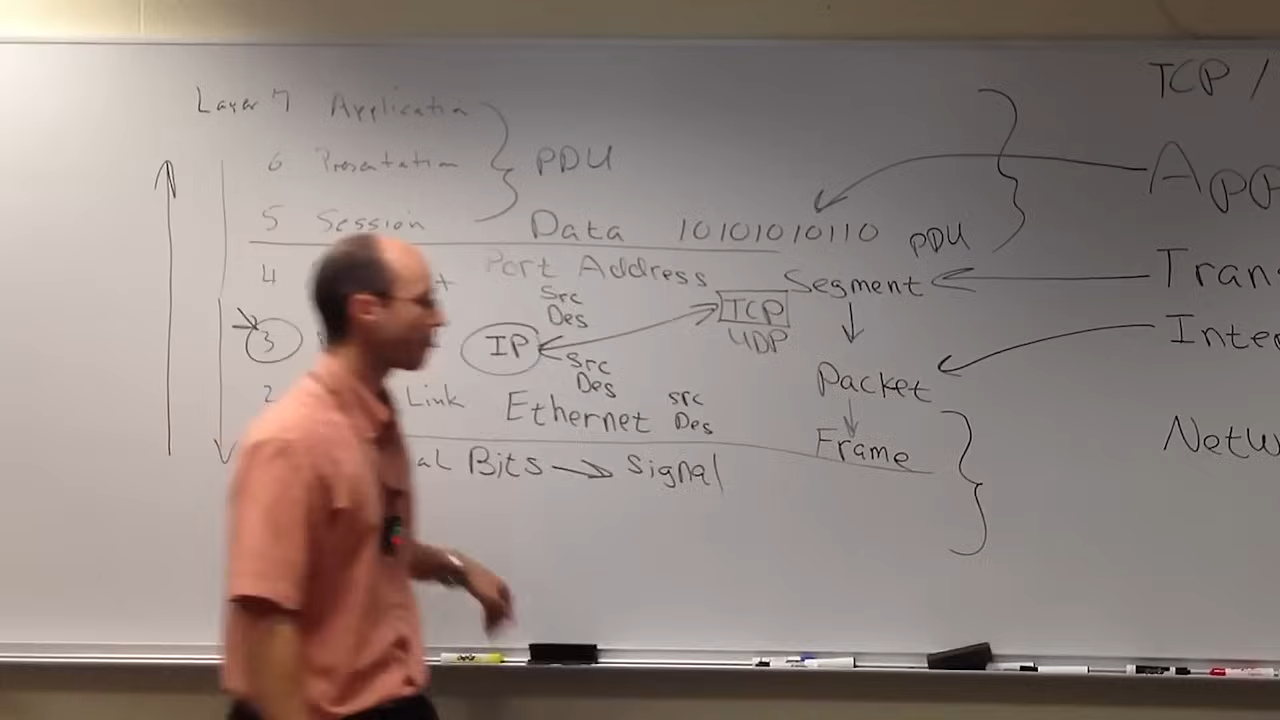 TCP /
Layer 7 Application
6 Presentation PDU
App
5 Session Data 10101010110 PDU
4 Port Address Segment Tran
Src
Des
TCP
UDP
3 IP Inte
Src
Des
Packet
2 Link Ethernet
src
Des
Frame Netw
al Bits → Signal